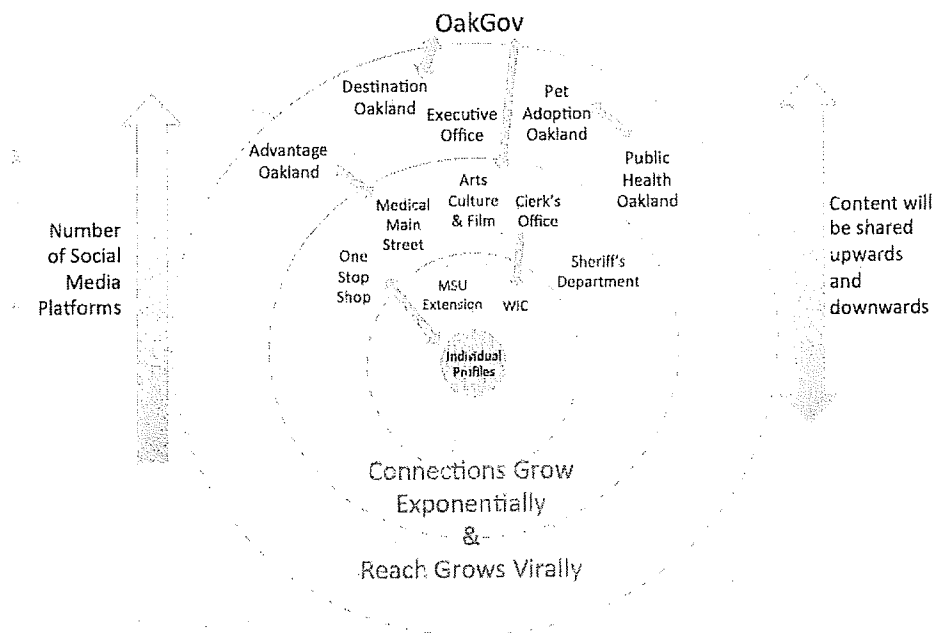 OakGov
Destination
Oakland
Executive
Office
Pet
Adoption
Oakland
Advantage
Oakland
Public
Health
Oakland
Arts
Culture
& Film
Clerk's
Office
Medical
Main
Street
Number
of Social
Media
Platforms
Content will
be shared
upwards
and
downwards
One
Stop
Shop
MSU
Extension
WIC
Sheriff's
Department
Individual
Profiles
Connections Grow
Exponentially
&
Reach Grows Virally